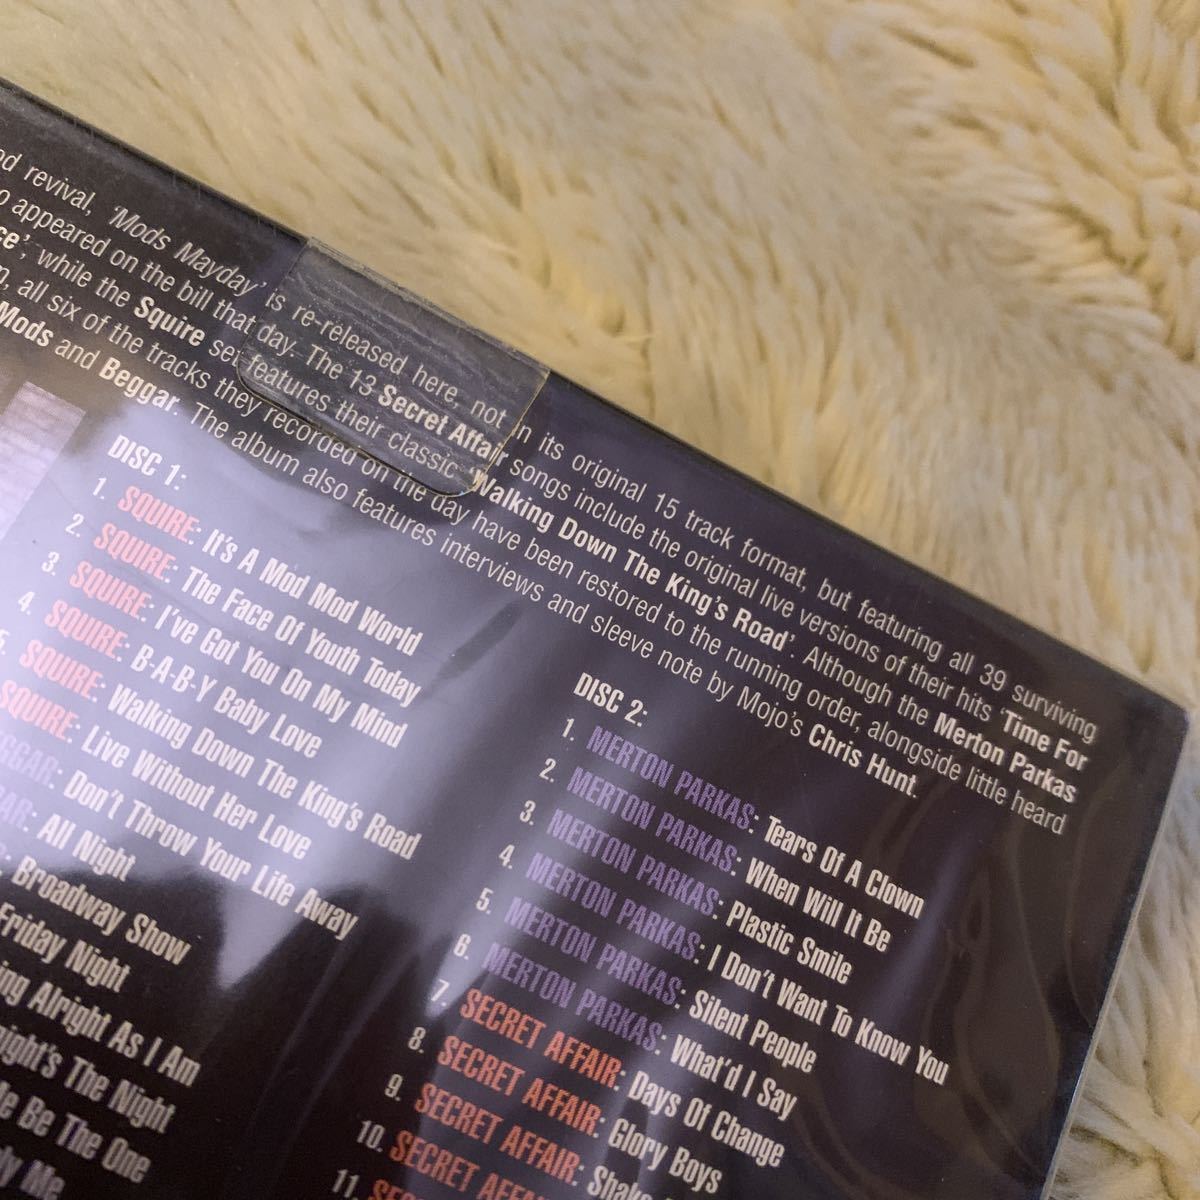 revival, 'Mods Mayday' is re-released here, not in its original 15 track format, but featuring all 39 surviving
appeared on the bill that day. The 13 Secret Affair songs include the original live versions of their hits 'Time For
while the Squire set features their classic 'Walking Down The King's Road'. Although the Merton Parkas
all six of the tracks they recorded on the day have been restored to the running order, alongside little heard
Mods and Beggar. The album also features interviews and sleeve note by Mojo's Chris Hunt.
DISC 1:
1. SQUIRE: It's A Mod Mod World
2. SQUIRE: The Face Of Youth Today
3. SQUIRE: I've Got You On My Mind
4. SQUIRE: B-A-B-Y Baby Love
SQUIRE: Walking Down The King's Road
SQUIRE: Live Without Her Love
Don't Throw Your Life Away
All Night
Broadway Show
Friday Night
Alright As I Am
The Night
Be The One
Me
DISC 2:
1. MERTON PARKAS: Tears Of A Clown
2. MERTON PARKAS: When Will It Be
3. MERTON PARKAS: Plastic Smile
4. MERTON PARKAS: I Don't Want To Know You
5. MERTON PARKAS: Silent People
6. MERTON PARKAS: What'd I Say
7. SECRET AFFAIR: Days Of Change
8. SECRET AFFAIR: Glory Boys
9. SECRET AFFAIR: Shake
10. SECRET
11.